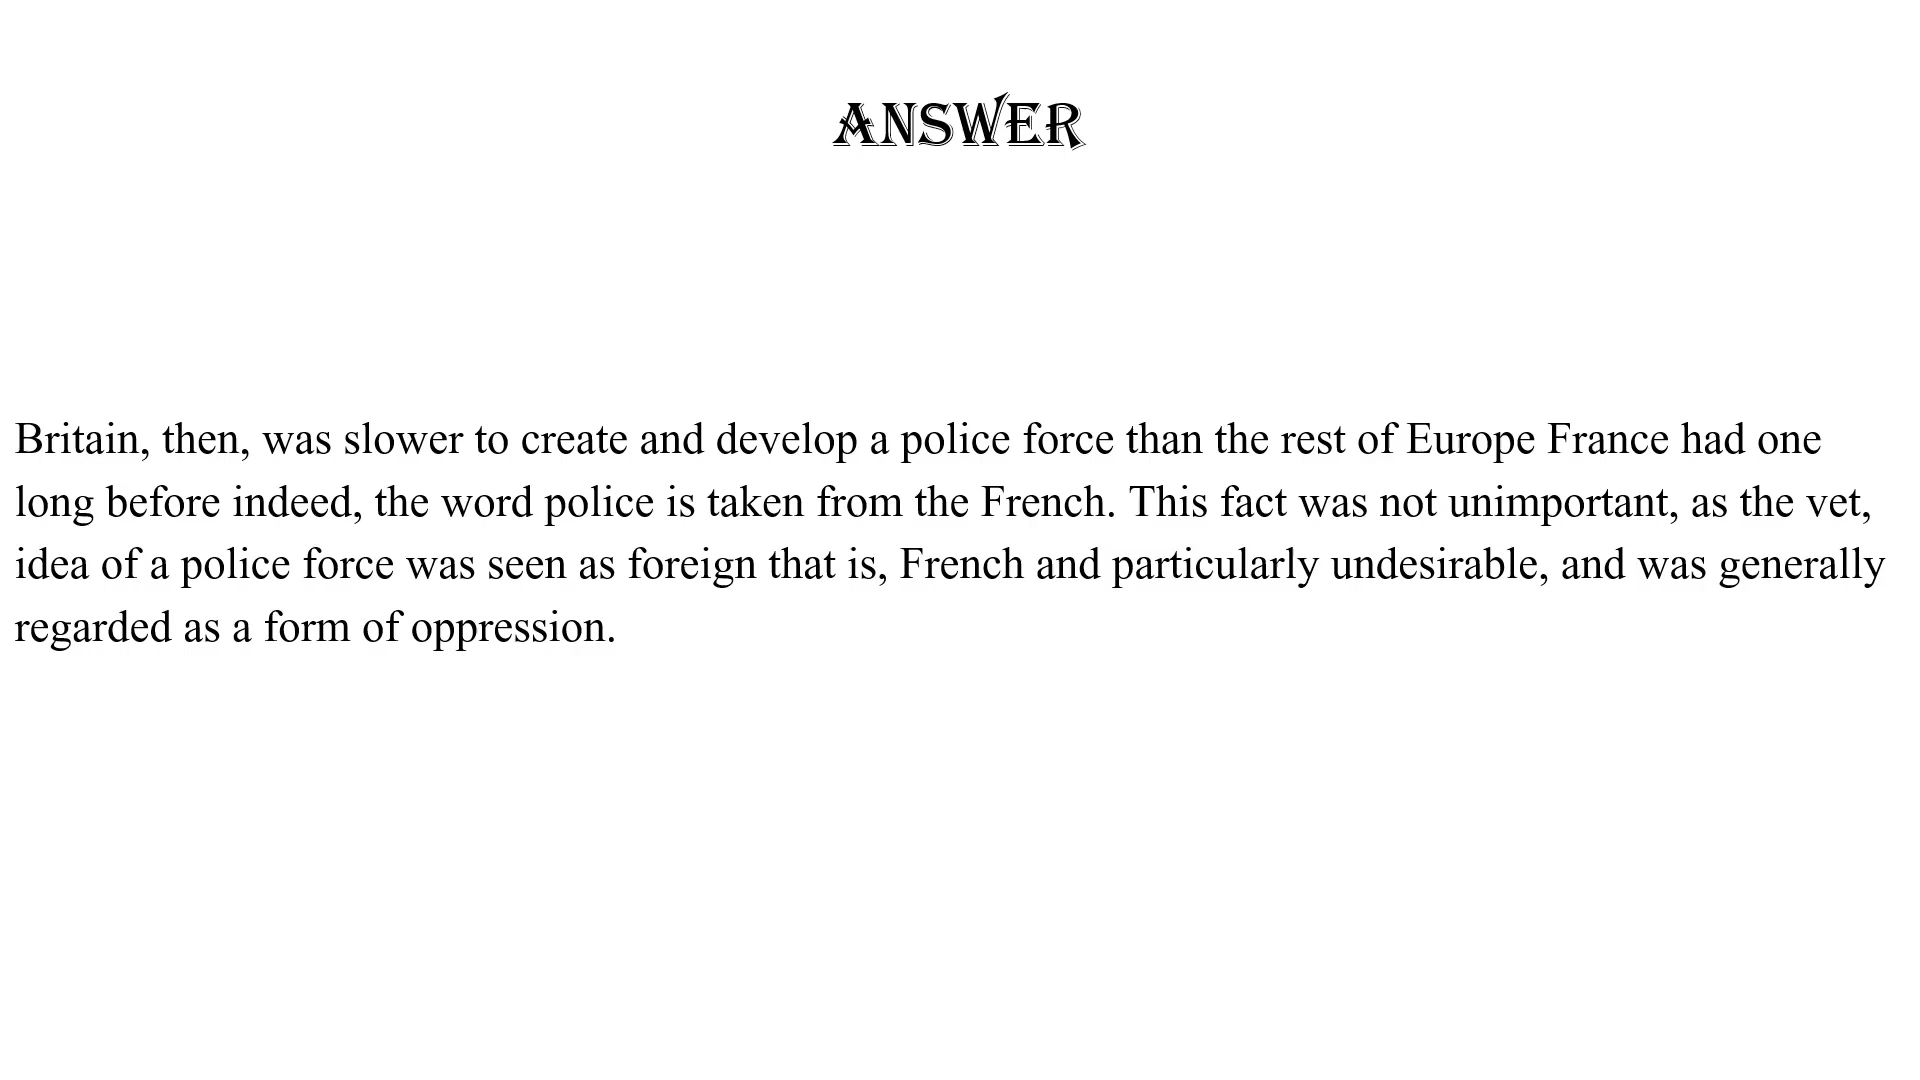 ANSWER
Britain, then, was slower to create and develop a police force than the rest of Europe France had one
long before indeed, the word police is taken from the French. This fact was not unimportant, as the vet,
idea of a police force was seen as foreign that is, French and particularly undesirable, and was generally
regarded as a form of oppression.